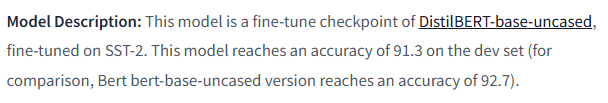 Model Description: This model is a fine-tune checkpoint of DistilBERT-base-uncased,
fine-tuned on SST-2. This model reaches an accuracy of 91.3 on the dev set (for
comparison, Bert bert-base-uncased version reaches an accuracy of 92.7).